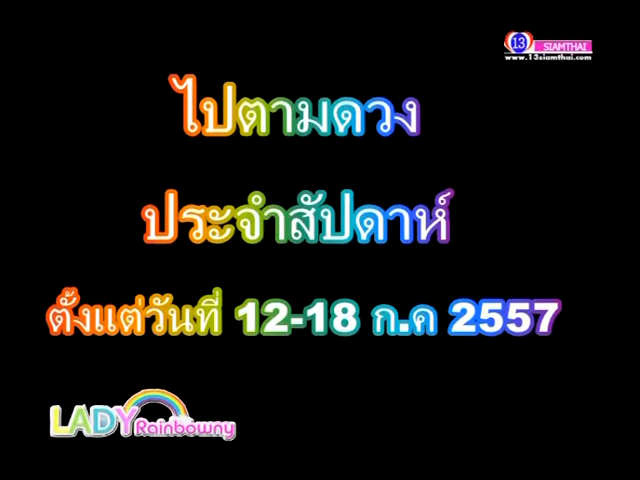 13 SIAMTHAI
www.13siamthai.com
ไปตามดวง
ประจำสัปดาห์
ตั้งแต่วันที่ 12-18 ก.ค 2557
LADY Rainbowny